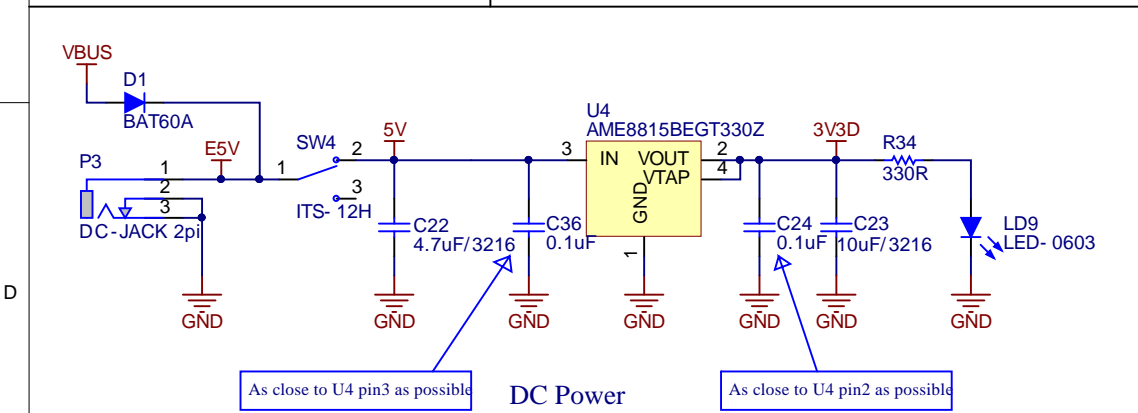 VBUS
D1
BAT60A
P3
1
2
3
DC-JACK 2pi
E5V
1
SW4
2
3
ITS- 12H
5V
C22
4.7uF/3216
C36
0.1uF
U4
AME8815BEGT330Z
3
IN
VOUT
VTAP
GND
2
4
1
3V3D
C24
0.1uF
C23
10uF/3216
R34
330R
LD9
LED- 0603
D
GND
GND
GND
GND
GND
GND
GND
As close to U4 pin3 as possible
DC Power
As close to U4 pin2 as possible